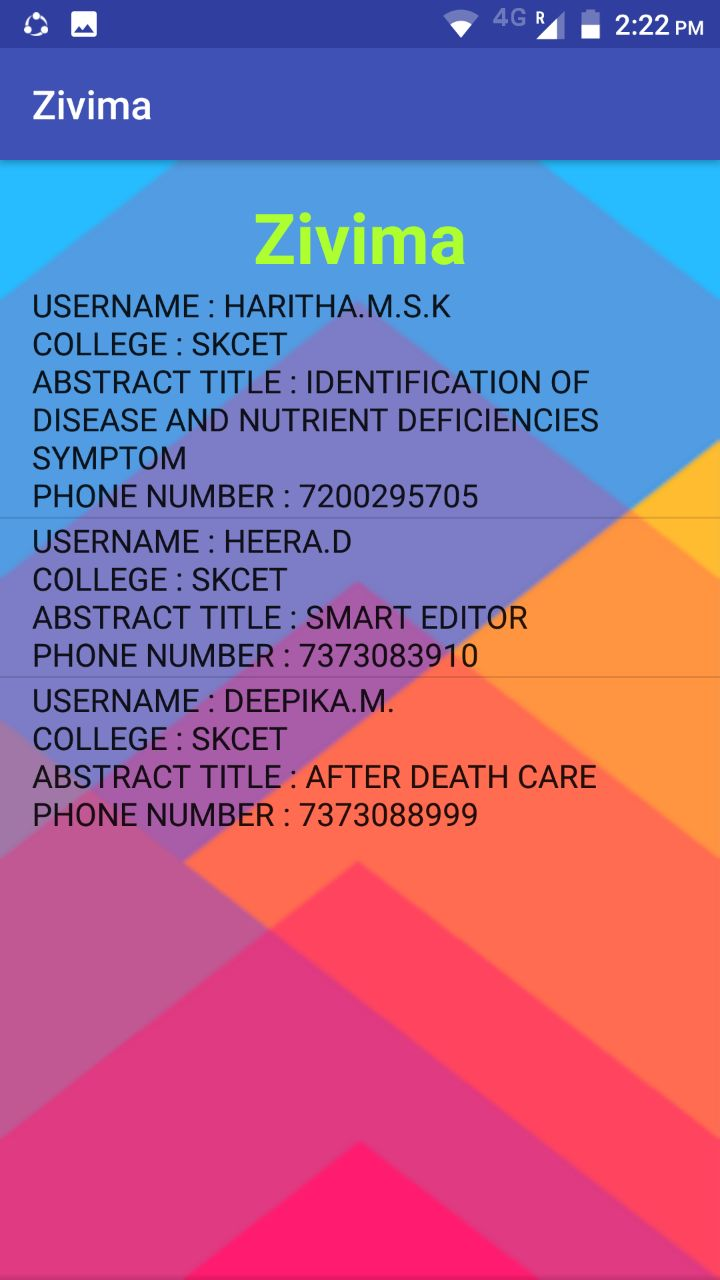 4G R 2:22 PM
Zivima
Zivima
USERNAME : HARITHA.M.S.K
COLLEGE : SKCET
ABSTRACT TITLE : IDENTIFICATION OF
DISEASE AND NUTRIENT DEFICIENCIES
SYMPTOM
PHONE NUMBER : 7200295705
USERNAME : HEERA.D
COLLEGE : SKCET
ABSTRACT TITLE : SMART EDITOR
PHONE NUMBER : 7373083910
USERNAME : DEEPIKA.M.
COLLEGE : SKCET
ABSTRACT TITLE : AFTER DEATH CARE
PHONE NUMBER : 7373088999